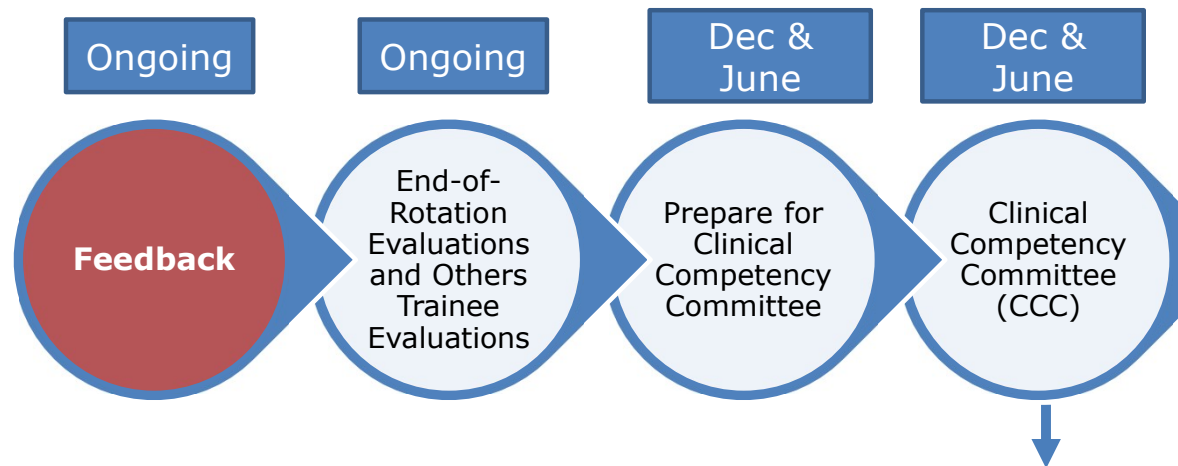 Ongoing
Ongoing
Dec &
June
Dec &
June
Feedback
End-of-
Rotation
Evaluations
and Others
Trainee
Evaluations
Prepare for
Clinical
Competency
Committee
Clinical
Competency
Committee
(CCC)